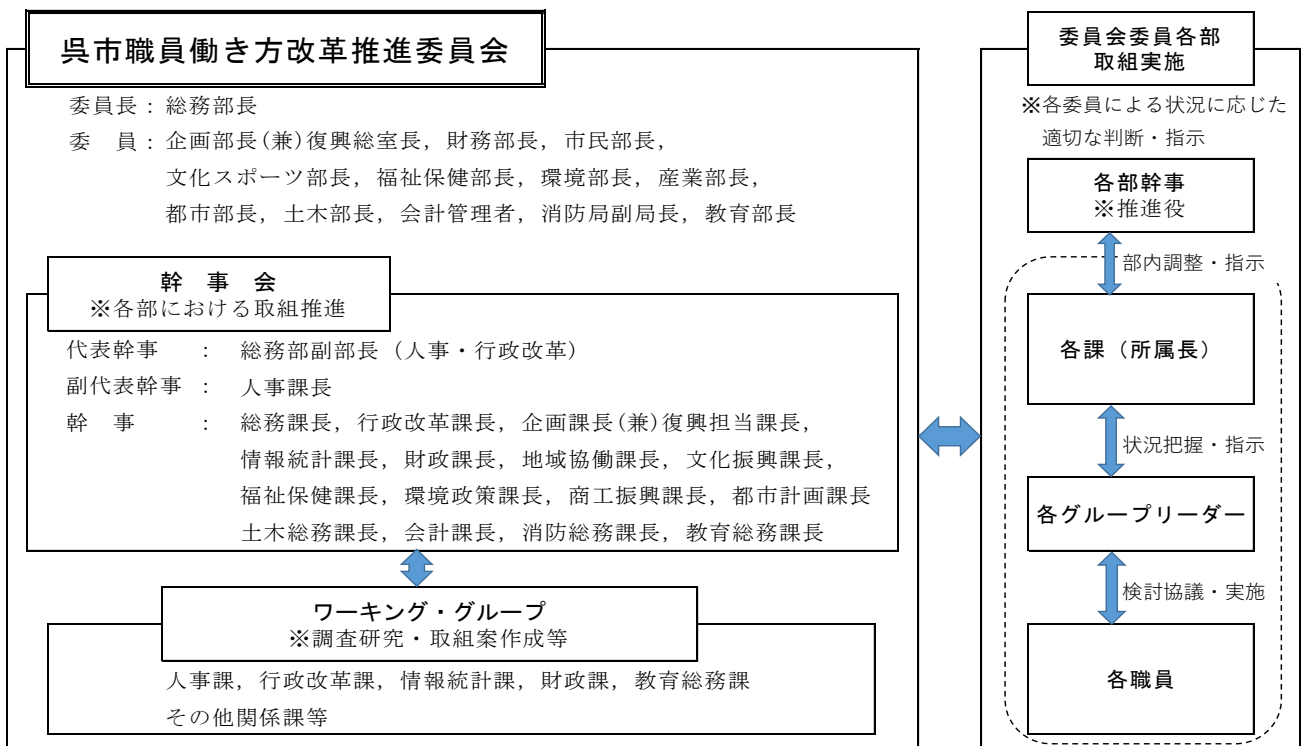 呉市職員働き方改革推進委員会
委員長：総務部長
委　員：企画部長(兼)復興総室長，財務部長，市民部長，
文化スポーツ部長，福祉保健部長，環境部長，産業部長，
都市部長，土木部長，会計管理者，消防局副局長，教育部長
幹　事　会
※各部における取組推進
代表幹事　：　総務部副部長（人事・行政改革）
副代表幹事　：　人事課長
幹　事　：　総務課長，行政改革課長，企画課長(兼)復興担当課長，
情報統計課長，財政課長，地域協働課長，文化振興課長，
福祉保健課長，環境政策課長，商工振興課長，都市計画課長
土木総務課長，会計課長，消防総務課長，教育総務課長
ワーキング・グループ
※調査研究・取組案作成等
人事課，行政改革課，情報統計課，財政課，教育総務課
その他関係課等
委員会委員各部
取組実施
※各委員による状況に応じた
適切な判断・指示
各部幹事
※推進役
部内調整・指示
各課（所属長）
状況把握・指示
各グループリーダー
検討協議・実施
各職員